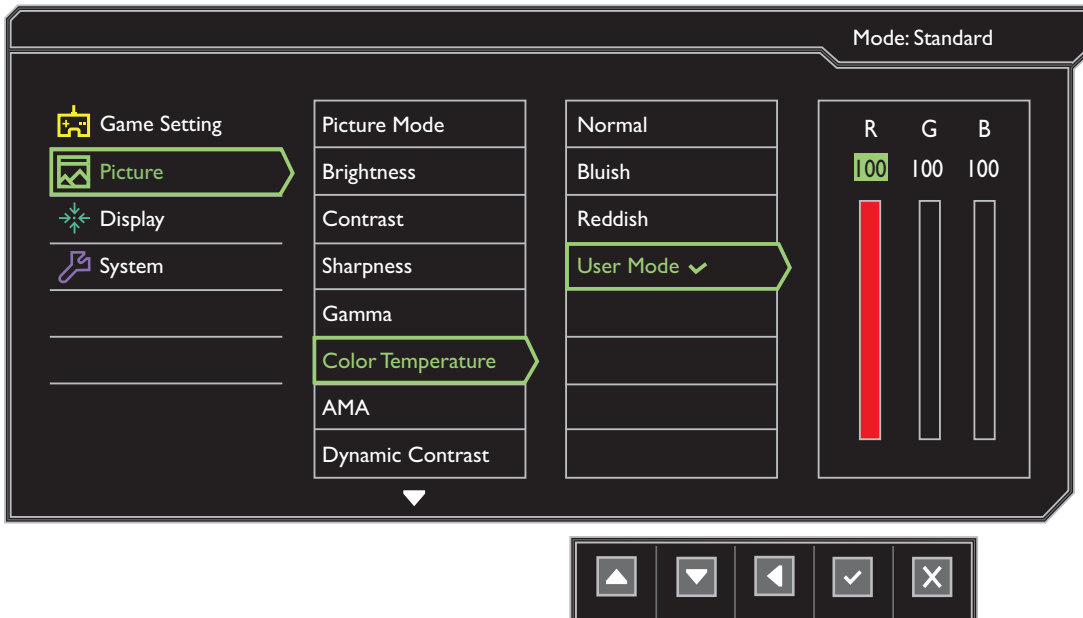 Mode: Standard
Game Setting
Picture
Display
System
Picture Mode
Brightness
Contrast
Sharpness
Gamma
Color Temperature
AMA
Dynamic Contrast
Normal
Bluish
Reddish
User Mode
R G B
100 100 100